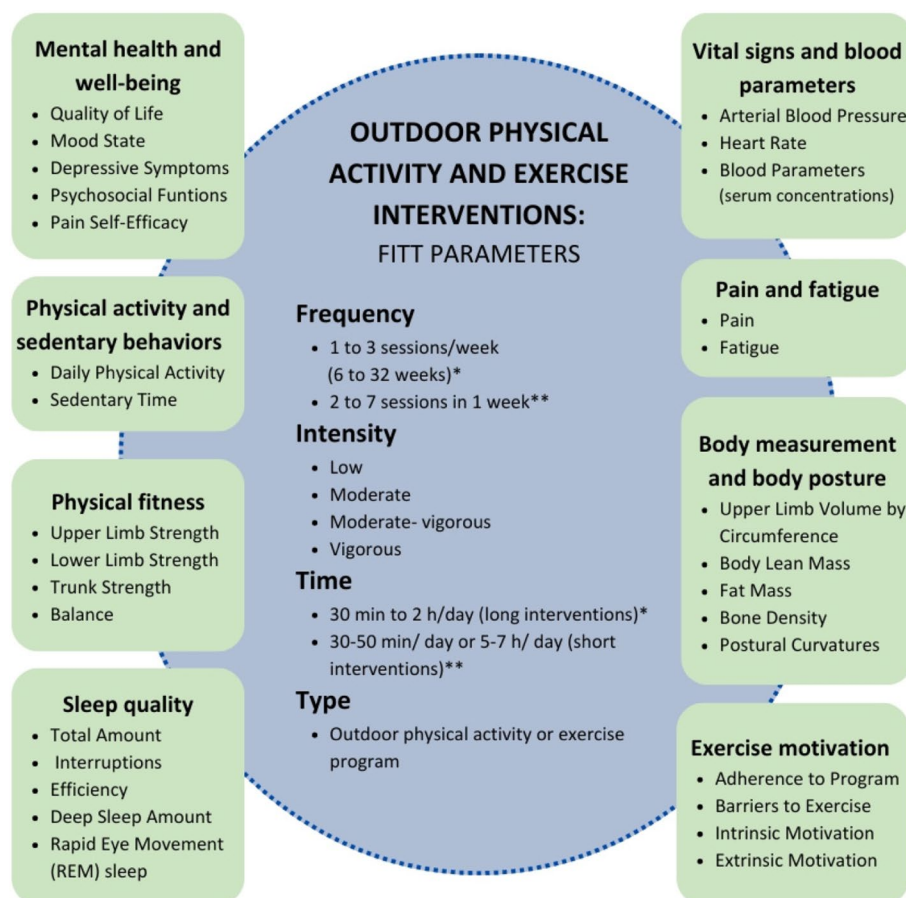 Mental health and
well-being
• Quality of Life
• Mood State
• Depressive Symptoms
• Psychosocial Funtions
• Pain Self-Efficacy
Physical activity and
sedentary behaviors
• Daily Physical Activity
• Sedentary Time
Physical fitness
• Upper Limb Strength
• Lower Limb Strength
• Trunk Strength
• Balance
Sleep quality
• Total Amount
• Interruptions
• Efficiency
• Deep Sleep Amount
• Rapid Eye Movement
(REM) sleep
OUTDOOR PHYSICAL
ACTIVITY AND EXERCISE
INTERVENTIONS:
FITT PARAMETERS
Frequency
• 1 to 3 sessions/week
(6 to 32 weeks)*
• 2 to 7 sessions in 1 week**
Intensity
• Low
• Moderate
• Moderate- vigorous
• Vigorous
Time
• 30 min to 2 h/day (long interventions)*
• 30-50 min/ day or 5-7 h/ day (short
interventions)**
Type
• Outdoor physical activity or exercise
program
Vital signs and blood
parameters
• Arterial Blood Pressure
• Heart Rate
• Blood Parameters
(serum concentrations)
Pain and fatigue
• Pain
• Fatigue
Body measurement
and body posture
• Upper Limb Volume by
Circumference
• Body Lean Mass
• Fat Mass
• Bone Density
• Postural Curvatures
Exercise motivation
• Adherence to Program
• Barriers to Exercise
• Intrinsic Motivation
• Extrinsic Motivation